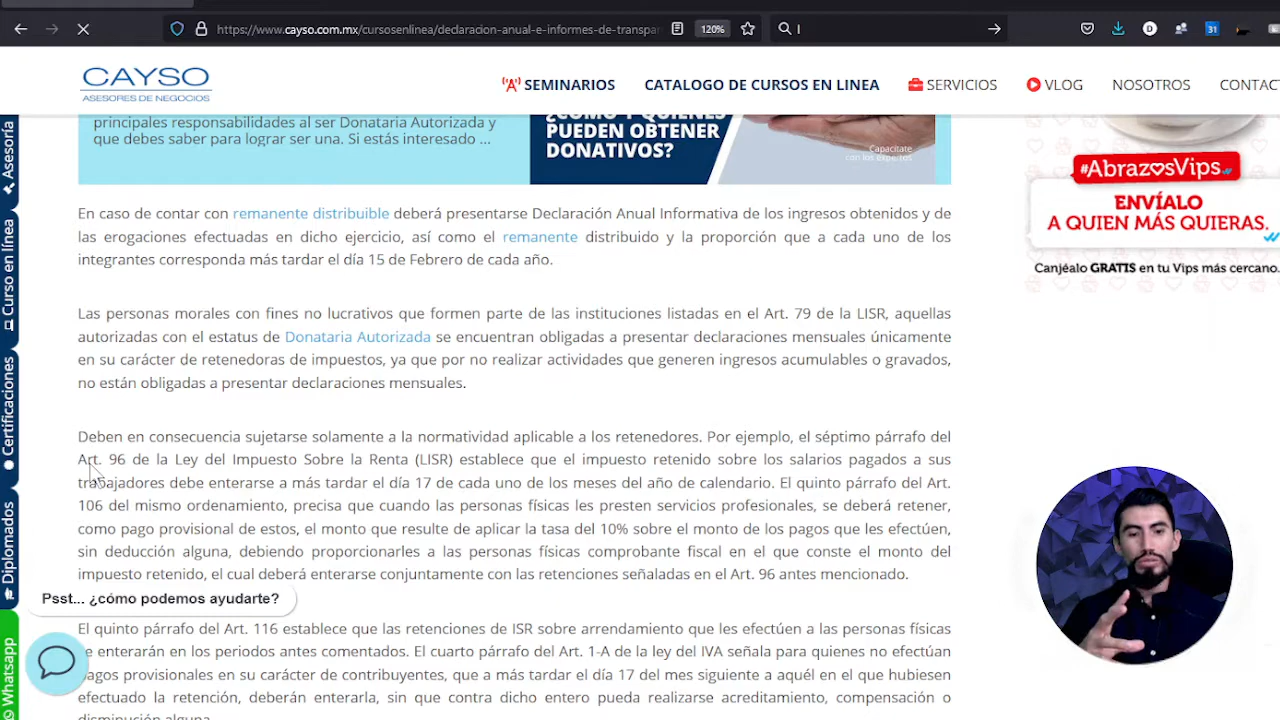 https://www.cayso.com.mx/cursosenlinea/declaracion-anual-e-informes-de-transpa
120%
31
CAYSO
ASESORES DE NEGOCIOS
SEMINARIOS
CATALOGO DE CURSOS EN LINEA
SERVICIOS
VLOG
NOSOTROS
CONTAC
Asesoría
Curso en línea
Certificaciones
Diplomados
Whatsapp
principales responsabilidades al ser Donataria Autorizada y
que debes saber para lograr ser una. Si estás interesado ...
¿CÓMO Y QUIÉNES
PUEDEN OBTENER
DONATIVOS?
Capacítate
con los expertos
#AbrazosVips
ENVÍALO
A QUIEN MÁS QUIERAS.
Canjéalo GRATIS en tu Vips más cercano.
En caso de contar con remanente distribuible deberá presentarse Declaración Anual Informativa de los ingresos obtenidos y de
las erogaciones efectuadas en dicho ejercicio, así como el remanente distribuido y la proporción que a cada uno de los
integrantes corresponda más tardar el día 15 de Febrero de cada año.
Las personas morales con fines no lucrativos que formen parte de las instituciones listadas en el Art. 79 de la LISR, aquellas
autorizadas con el estatus de Donataria Autorizada se encuentran obligadas a presentar declaraciones mensuales únicamente
en su carácter de retenedoras de impuestos, ya que por no realizar actividades que generen ingresos acumulables o gravados,
no están obligadas a presentar declaraciones mensuales.
Deben en consecuencia sujetarse solamente a la normatividad aplicable a los retenedores. Por ejemplo, el séptimo párrafo del
Art. 96 de la Ley del Impuesto Sobre la Renta (LISR) establece que el impuesto retenido sobre los salarios pagados a sus
trabajadores debe enterarse a más tardar el día 17 de cada uno de los meses del año de calendario. El quinto párrafo del Art.
106 del mismo ordenamiento, precisa que cuando las personas físicas les presten servicios profesionales, se deberá retener,
como pago provisional de estos, el monto que resulte de aplicar la tasa del 10% sobre el monto de los pagos que les efectúen,
sin deducción alguna, debiendo proporcionarles a las personas físicas comprobante fiscal en el que conste el monto del
impuesto retenido, el cual deberá enterarse conjuntamente con las retenciones señaladas en el Art. 96 antes mencionado.
Psst... ¿cómo podemos ayudarte?
El quinto párrafo del Art. 116 establece que las retenciones de ISR sobre arrendamiento que les efectúen a las personas físicas
e enterarán en los periodos antes comentados. El cuarto párrafo del Art. 1-A de la ley del IVA señala para quienes no efectúan
pagos provisionales en su carácter de contribuyentes, que a más tardar el día 17 del mes siguiente a aquél en el que hubiesen
efectuado la retención, deberán enterarla, sin que contra dicho entero pueda realizarse acreditamiento, compensación o
disminución alguna.